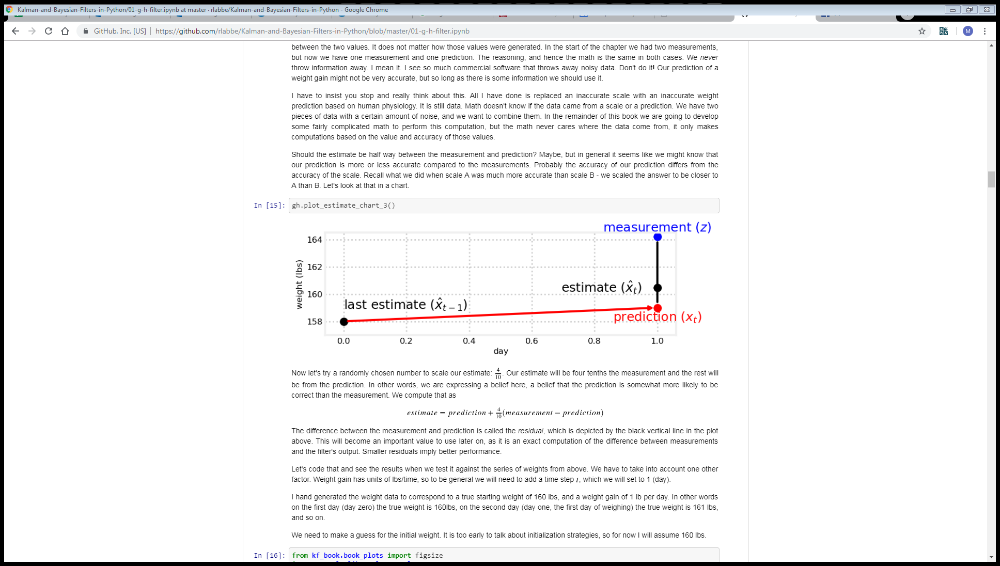 Kalman-and-Bayesian-Filters-in-Python/01-g-h-filter.ipynb at master · rlabbe/Kalman-and-Bayesian-Filters-in-Python - Google Chrome
GitHub, Inc. [US] | https://github.com/rlabbe/Kalman-and-Bayesian-Filters-in-Python/blob/master/01-g-h-filter.ipynb
M
between the two values. It does not matter how those values were generated. In the start of the chapter we had two measurements,
but now we have one measurement and one prediction. The reasoning, and hence the math is the same in both cases. We never
throw information away. I mean it. I see so much commercial software that throws away noisy data. Don't do it! Our prediction of a
weight gain might not be very accurate, but so long as there is some information we should use it.
I have to insist you stop and really think about this. All I have done is replaced an inaccurate scale with an inaccurate weight
prediction based on human physiology. It is still data. Math doesn't know if the data came from a scale or a prediction. We have two
pieces of data with a certain amount of noise, and we want to combine them. In the remainder of this book we are going to develop
some fairly complicated math to perform this computation, but the math never cares where the data come from, it only makes
computations based on the value and accuracy of those values.
Should the estimate be half way between the measurement and prediction? Maybe, but in general it seems like we might know that
our prediction is more or less accurate compared to the measurements. Probably the accuracy of our prediction differs from the
accuracy of the scale. Recall what we did when scale A was much more accurate than scale B - we scaled the answer to be closer to
A than B. Let's look at that in a chart.
In [15]: gh.plot_estimate_chart_3()
measurement (z)
164
162
160
158
weight (lbs)
estimate (x̂ₜ)
last estimate (x̂ₜ₋₁)
prediction (xₜ)
0.0 0.2 0.4 0.6 0.8 1.0
day
Now let's try a randomly chosen number to scale our estimate: 4/10. Our estimate will be four tenths the measurement and the rest will
be from the prediction. In other words, we are expressing a belief here, a belief that the prediction is somewhat more likely to be
correct than the measurement. We compute that as
estimate = prediction + 4/10(measurement − prediction)
The difference between the measurement and prediction is called the residual, which is depicted by the black vertical line in the plot
above. This will become an important value to use later on, as it is an exact computation of the difference between measurements
and the filter's output. Smaller residuals imply better performance.
Let's code that and see the results when we test it against the series of weights from above. We have to take into account one other
factor. Weight gain has units of lbs/time, so to be general we will need to add a time step t, which we will set to 1 (day).
I hand generated the weight data to correspond to a true starting weight of 160 lbs, and a weight gain of 1 lb per day. In other words
on the first day (day zero) the true weight is 160lbs, on the second day (day one, the first day of weighing) the true weight is 161 lbs,
and so on.
We need to make a guess for the initial weight. It is too early to talk about initialization strategies, so for now I will assume 160 lbs.
In [16]: from kf_book.book_plots import figsize